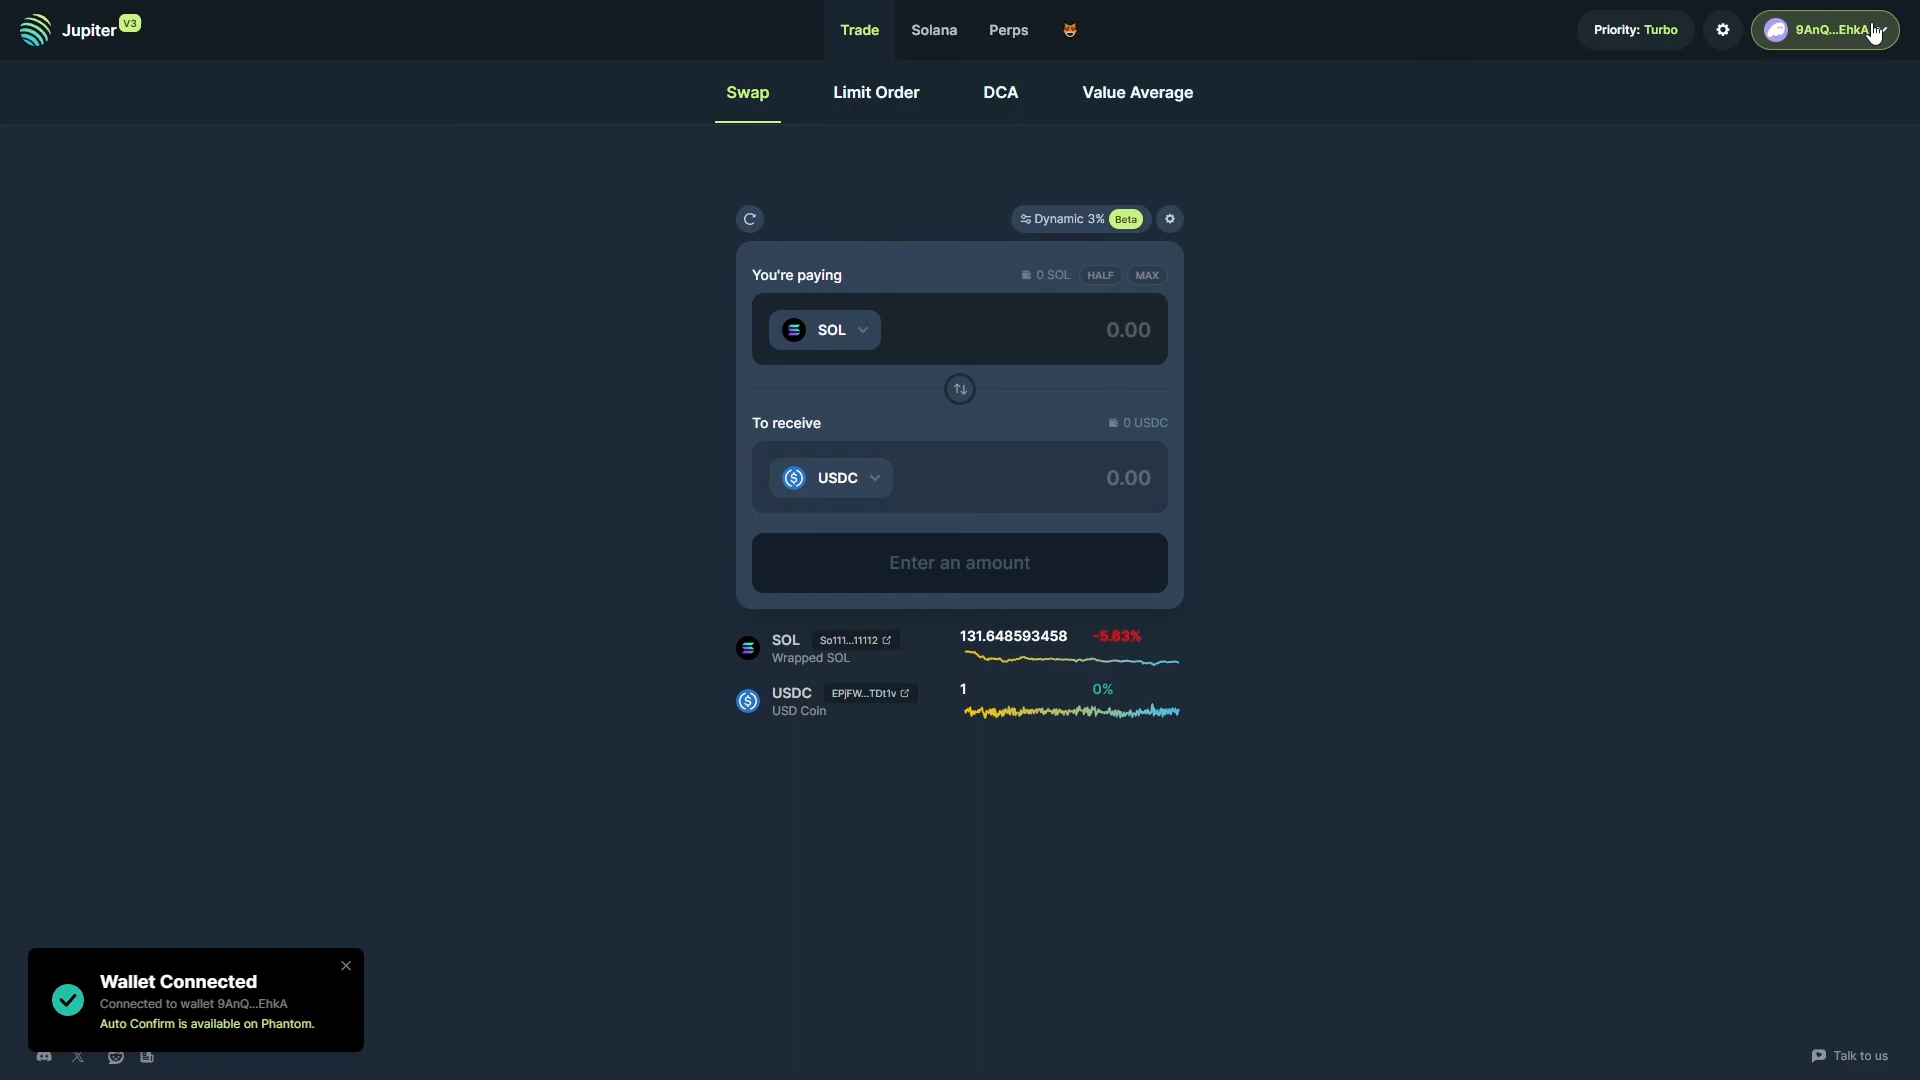 Jupiter V3
Trade
Solana
Perps
Priority: Turbo
9AnQ...EhkA
Swap
Limit Order
DCA
Value Average
Dynamic 3% Beta
You're paying
0 SOL
HALF
MAX
SOL
0.00
To receive
0 USDC
USDC
0.00
Enter an amount
SOL So111...11112
Wrapped SOL
131.648593458 -5.63%
USDC EPjFW...TDt1v
USD Coin
1 0%
Wallet Connected
Connected to wallet 9AnQ...EhkA
Auto Confirm is available on Phantom.
Talk to us